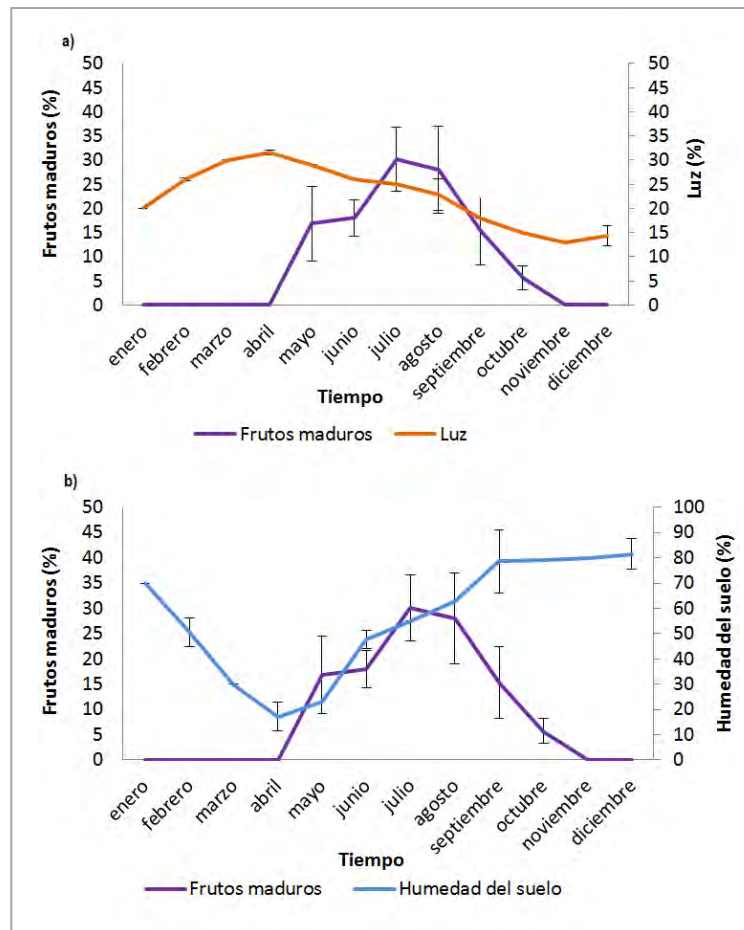 a)
Frutos maduros (%)
50
45
40
35
30
25
20
15
10
5
0
50
45
40
35
30
25
20
15
10
5
0
Luz (%)
enero
febrero
marzo
abril
mayo
junio
julio
agosto
septiembre
octubre
noviembre
diciembre
Tiempo
Frutos maduros
Luz
b)
Frutos maduros (%)
50
45
40
35
30
25
20
15
10
5
0
100
90
80
70
60
50
40
30
20
10
0
Humedad del suelo (%)
enero
febrero
marzo
abril
mayo
junio
julio
agosto
septiembre
octubre
noviembre
diciembre
Tiempo
Frutos maduros
Humedad del suelo